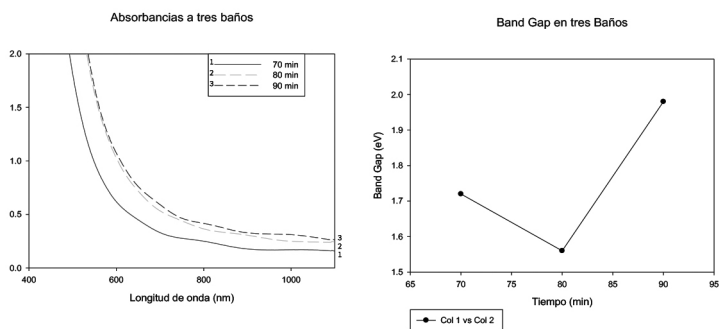 Absorbancias a tres baños
2.0
1.5
1.0
0.5
0.0
400
600
800
1000
Longitud de onda (nm)
1 70 min
2 80 min
3 90 min
3
2
1
Band Gap en tres Baños
2.1
2.0
1.9
1.8
1.7
1.6
1.5
65
70
75
80
85
90
95
Band Gap (eV)
Tiempo (min)
Col 1 vs Col 2